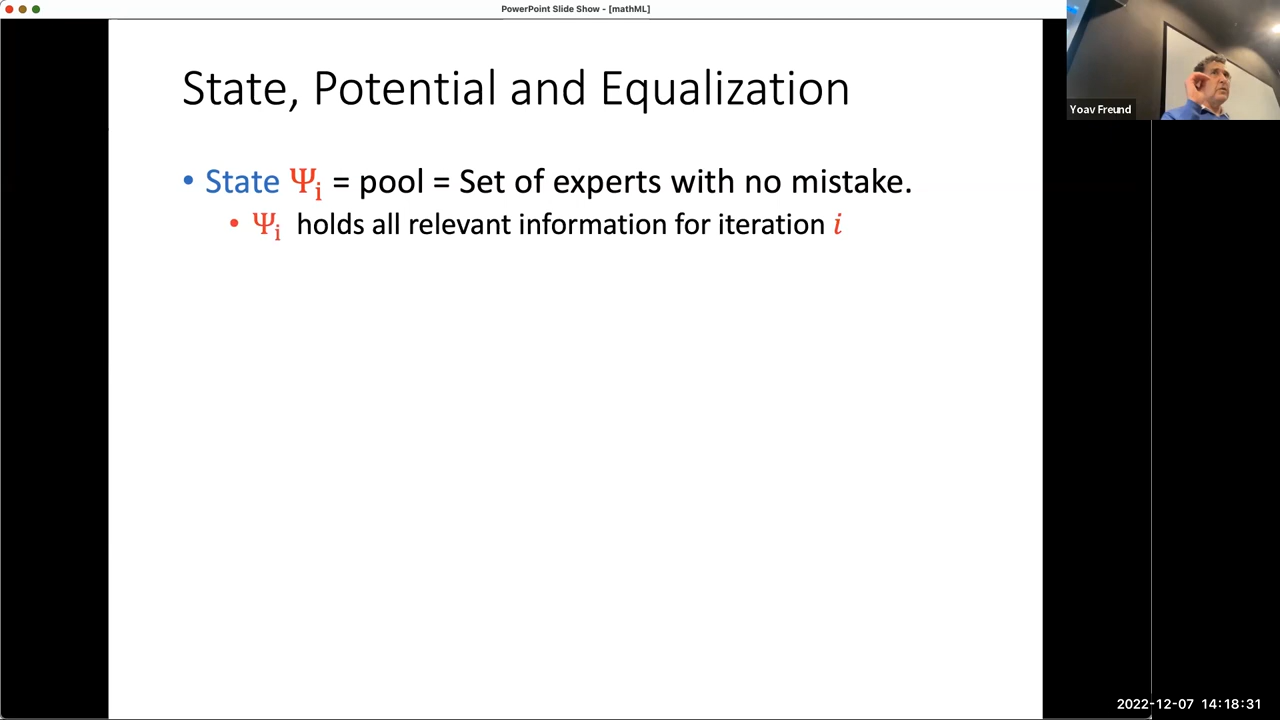 PowerPoint Slide Show - [mathML]
Yoav Freund
State, Potential and Equalization
• State Ψi = pool = Set of experts with no mistake.
• Ψi holds all relevant information for iteration i
2022-12-07 14:18:31